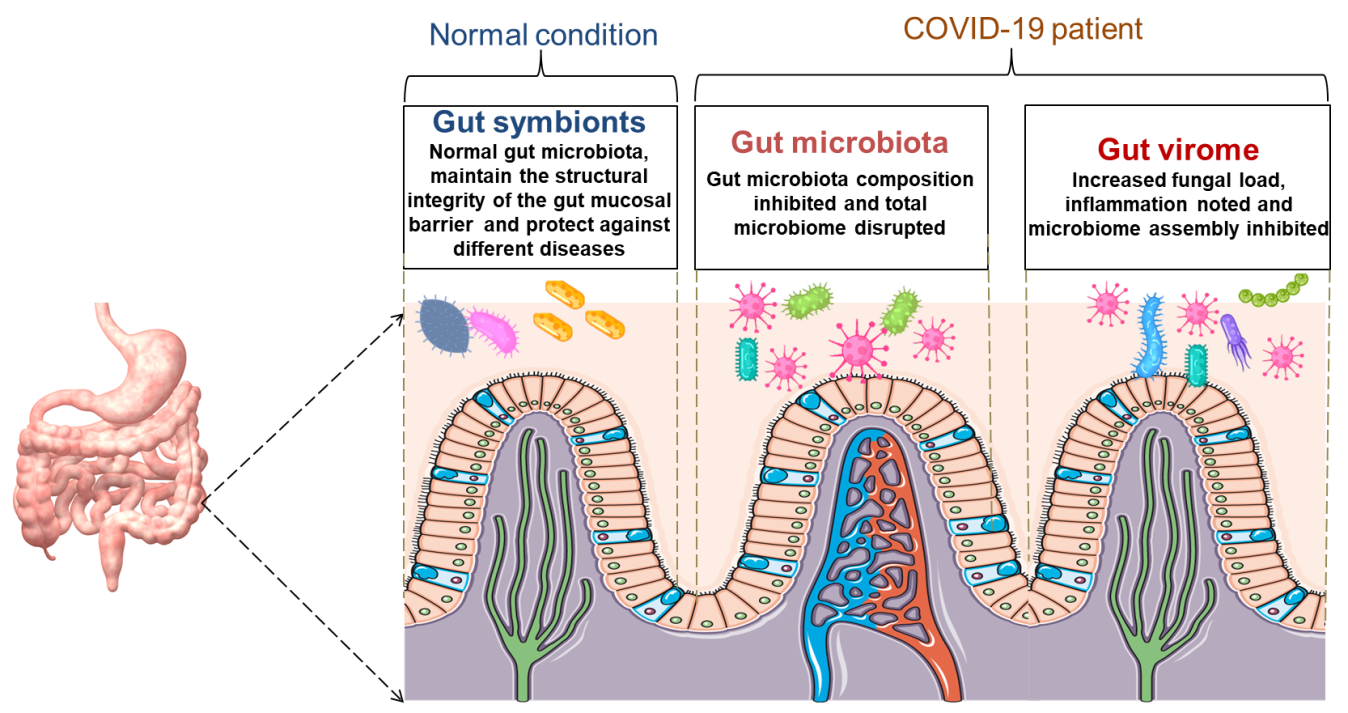 Normal condition
COVID-19 patient
Gut symbionts
Normal gut microbiota,
maintain the structural
integrity of the gut mucosal
barrier and protect against
different diseases
Gut microbiota
Gut microbiota composition
inhibited and total
microbiome disrupted
Gut virome
Increased fungal load,
inflammation noted and
microbiome assembly inhibited